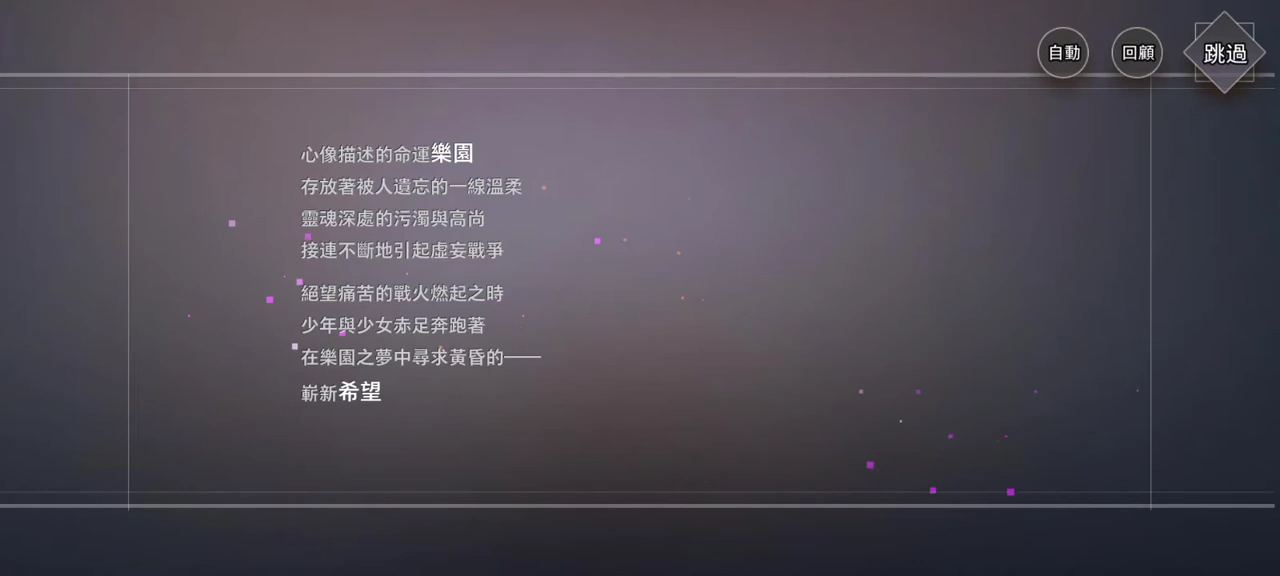 自動
回顧
跳過
心像描述的命運樂園
存放著被人遺忘的一線溫柔
靈魂深處的污濁與高尚
接連不斷地引起虛妄戰爭
絕望痛苦的戰火燃起之時
少年與少女赤足奔跑著
在樂園之夢中尋求黃昏的——
嶄新希望